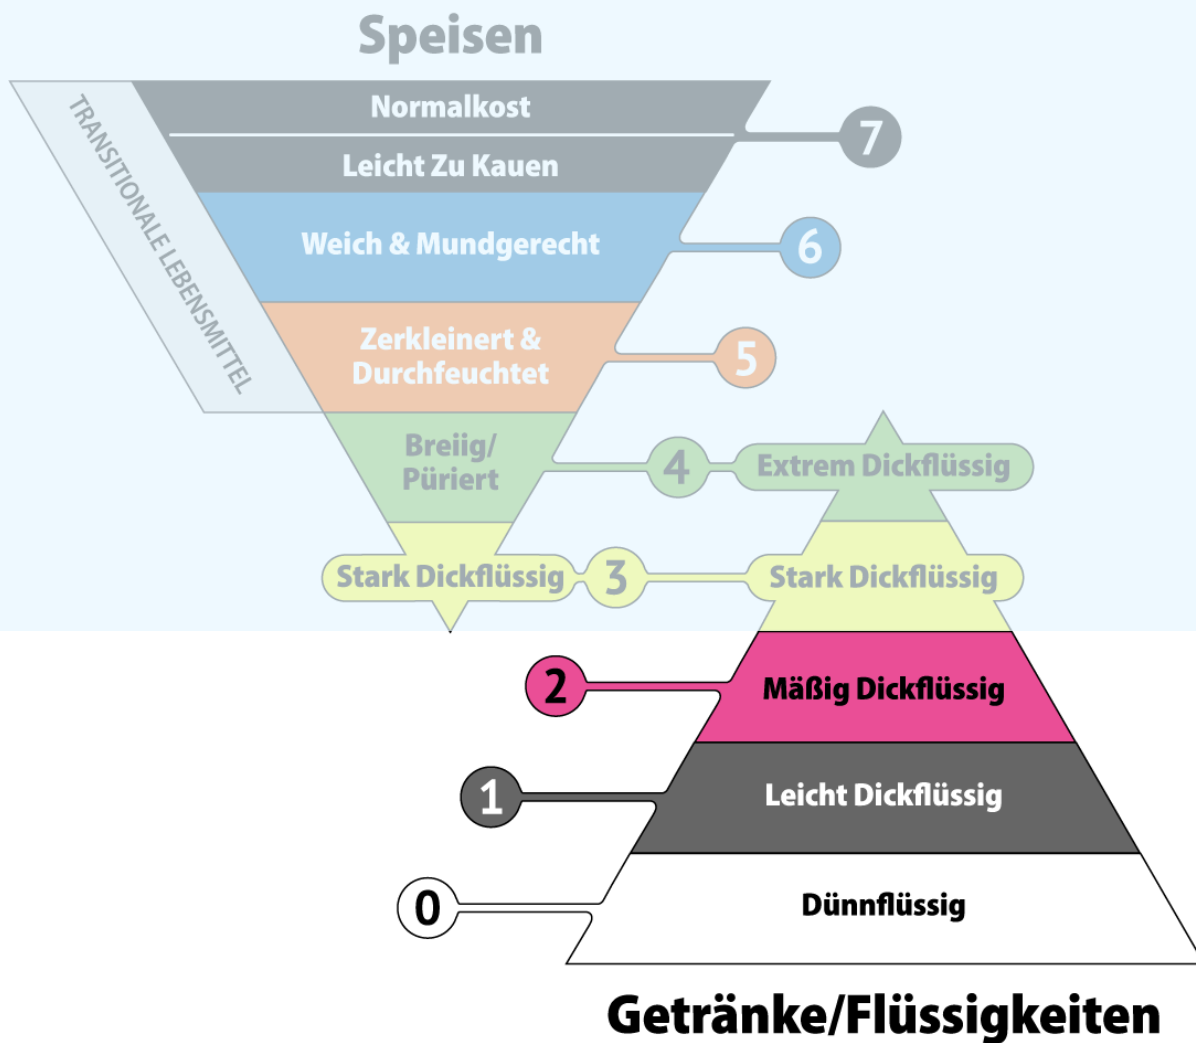 Speisen
TRANSITIONALE LEBENSMITTEL
Normalkost
7
Leicht Zu Kauen
Weich & Mundgerecht
6
Zerkleinert &
Durchfeuchtet
5
Breiig/
Püriert
4
Extrem Dickflüssig
Stark Dickflüssig
3
Stark Dickflüssig
2
Mäßig Dickflüssig
1
Leicht Dickflüssig
0
Dünnflüssig
Getränke/Flüssigkeiten